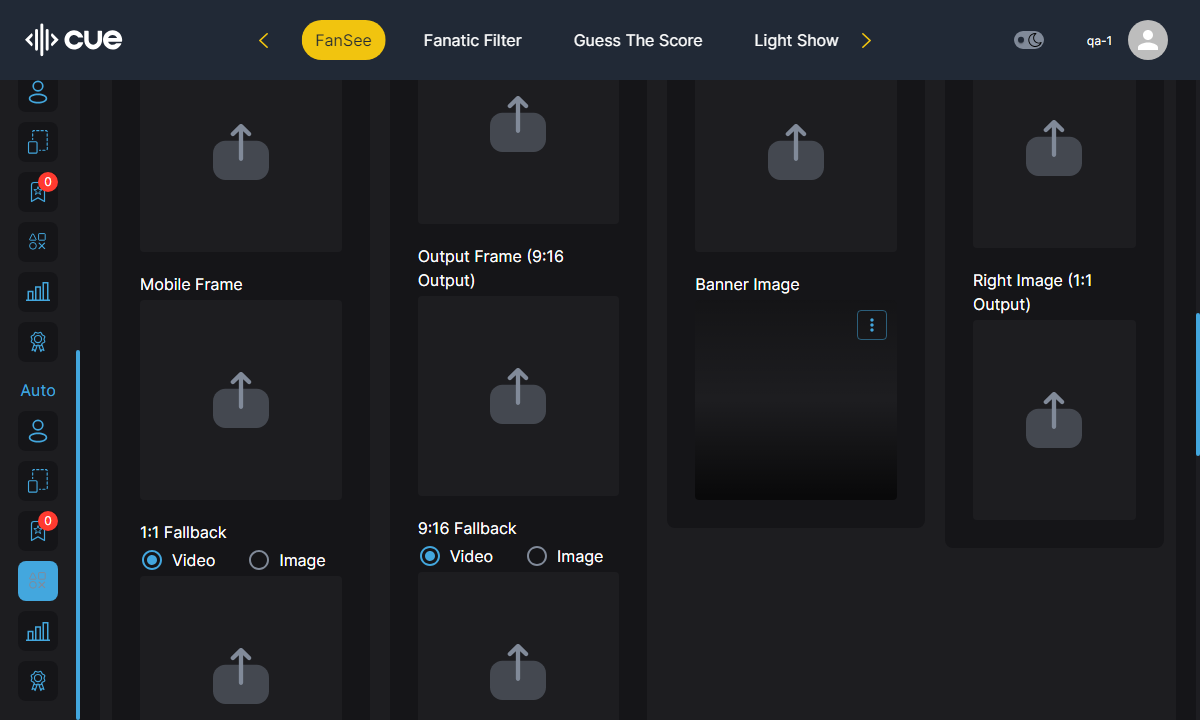 cue
FanSee
Fanatic Filter
Guess The Score
Light Show
qa-1
0
Auto
0
Mobile Frame
1:1 Fallback
Video
Image
Output Frame (9:16
Output)
9:16 Fallback
Video
Image
Banner Image
Right Image (1:1
Output)